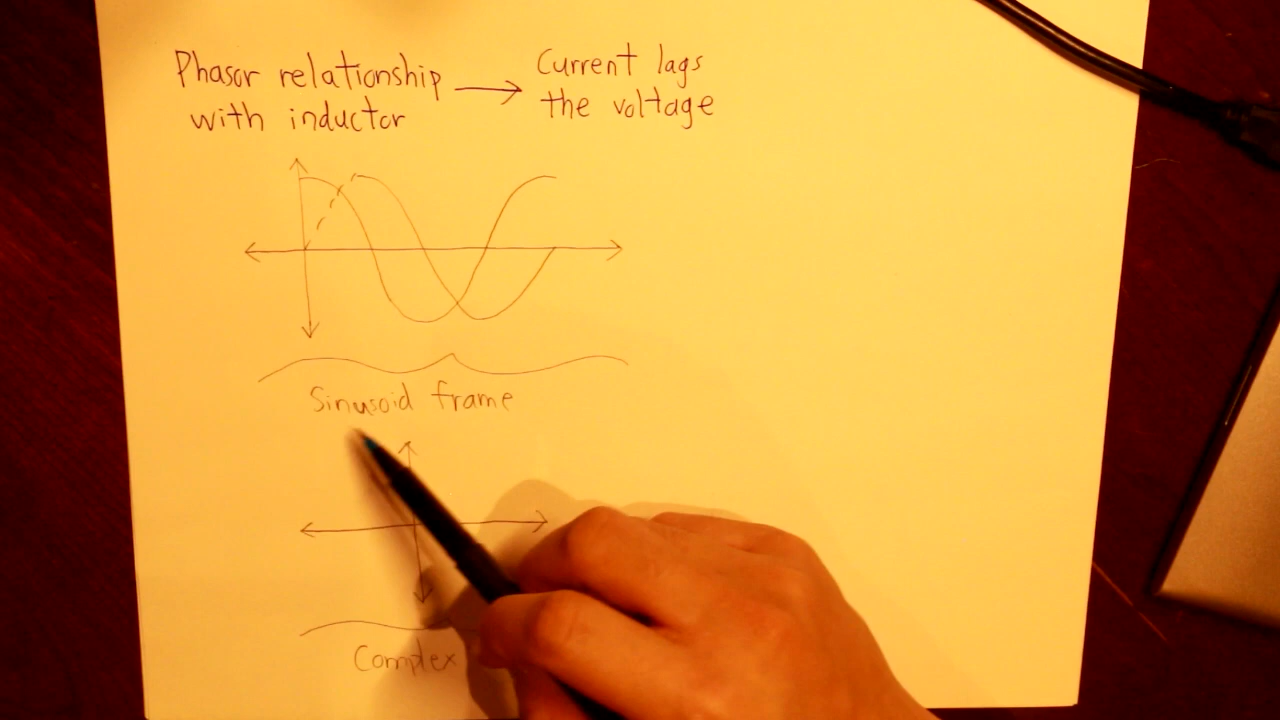 Phasor relationship → Current lags
with inductor the voltage
Sinusoid frame
Complex